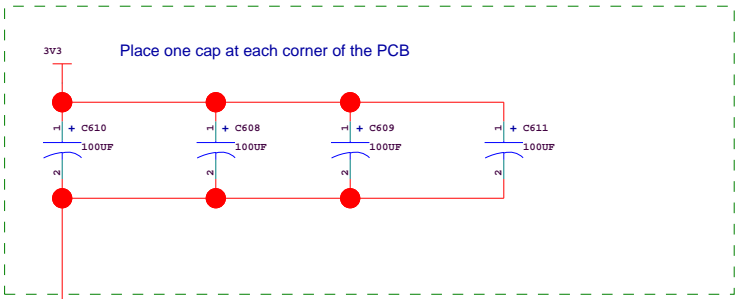 3V3
Place one cap at each corner of the PCB
1 + C610
100UF
2
1 + C608
100UF
2
1 + C609
100UF
2
1 + C611
100UF
2